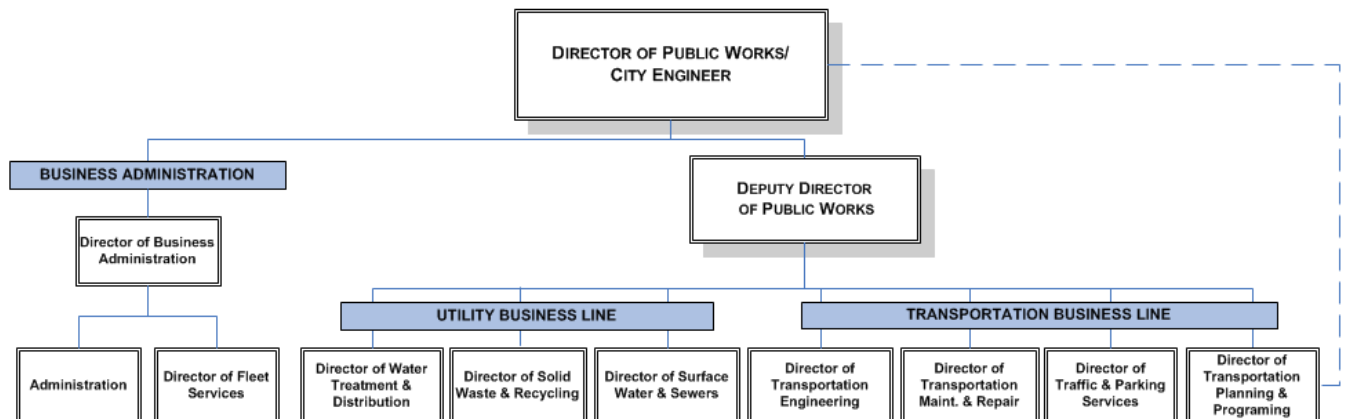 DIRECTOR OF PUBLIC WORKS/
CITY ENGINEER
BUSINESS ADMINISTRATION
DEPUTY DIRECTOR
OF PUBLIC WORKS
Director of Business
Administration
UTILITY BUSINESS LINE
TRANSPORTATION BUSINESS LINE
Administration
Director of Fleet
Services
Director of Water
Treatment &
Distribution
Director of Solid
Waste & Recycling
Director of Surface
Water & Sewers
Director of
Transportation
Engineering
Director of
Transportation
Maint. & Repair
Director of
Traffic & Parking
Services
Director of
Transportation
Planning &
Programing